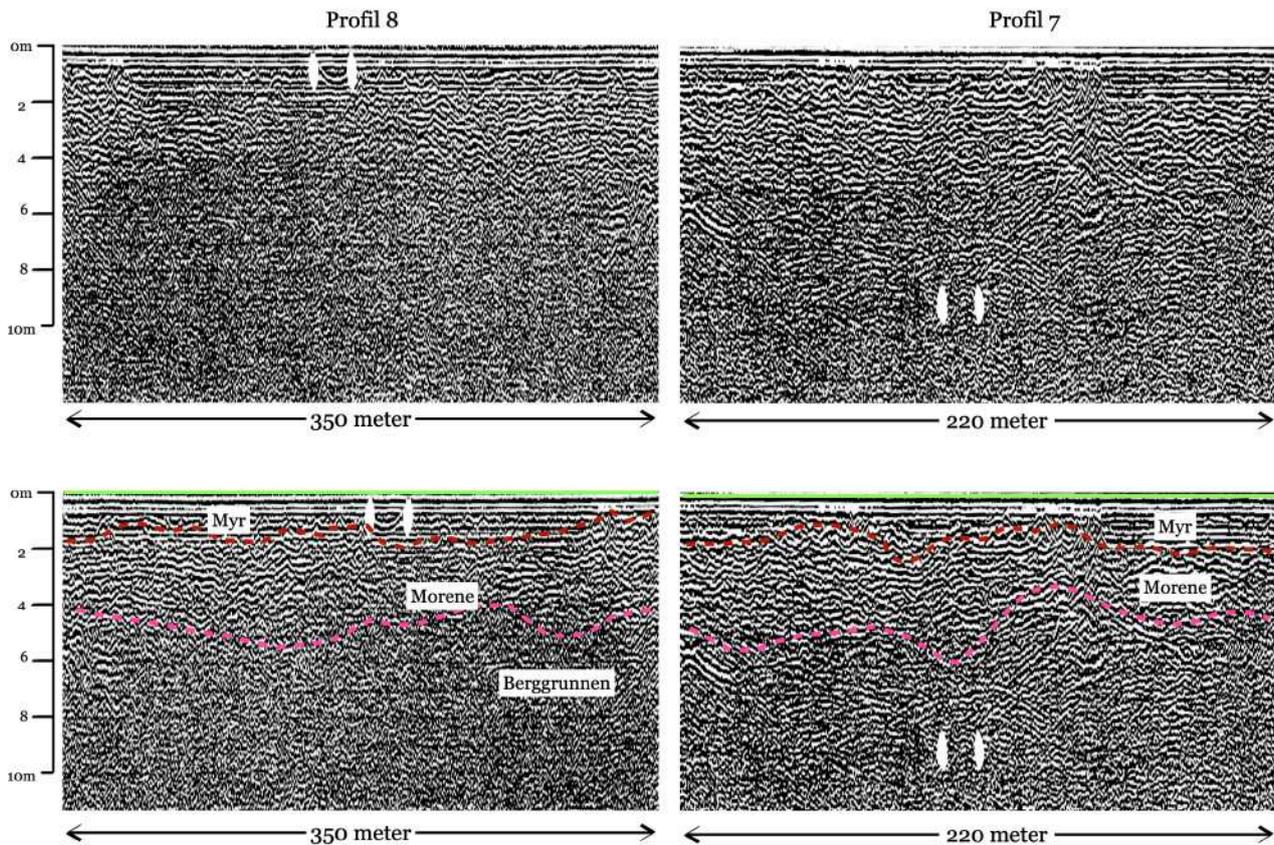 Profil 8
Profil 7
0m
2
4
6
8
10m
350 meter
220 meter
0m
2
4
6
8
10m
Myr
Morene
Berggrunnen
Myr
Morene
350 meter
220 meter